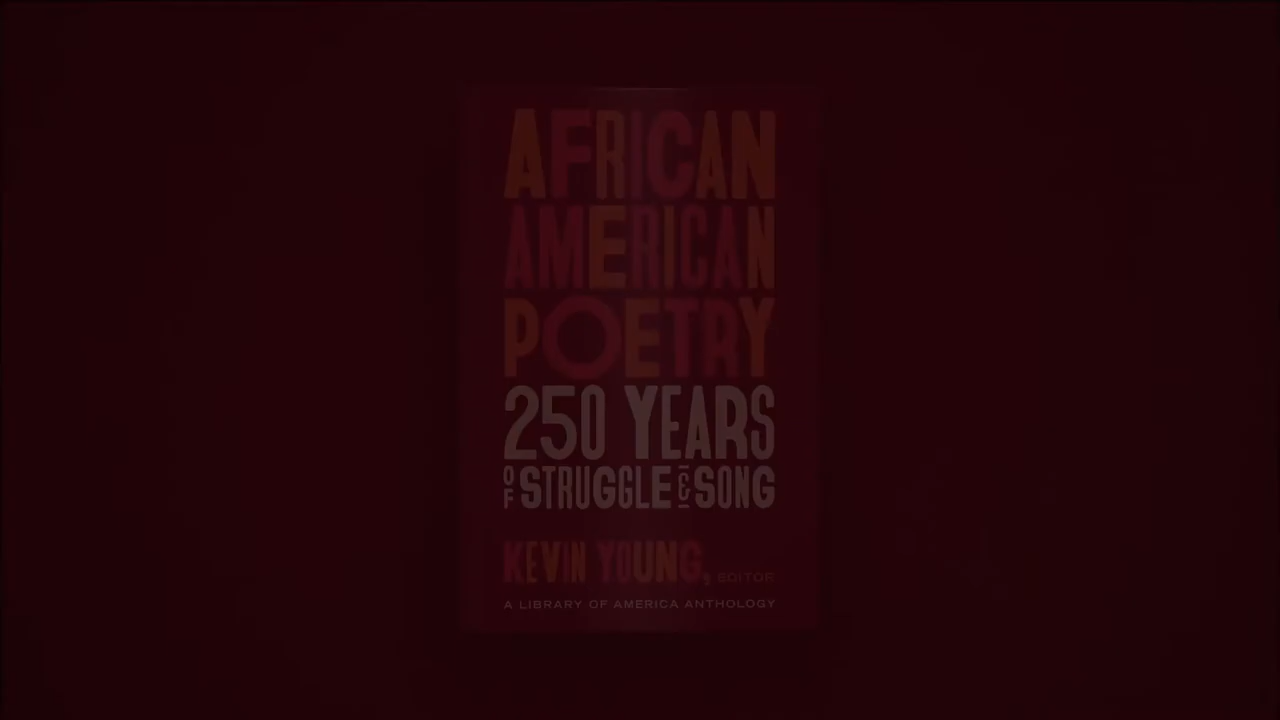 AFRICAN
AMERICAN
POETRY
250 YEARS
OF STRUGGLE & SONG
KEVIN YOUNG, EDITOR
A LIBRARY OF AMERICA ANTHOLOGY